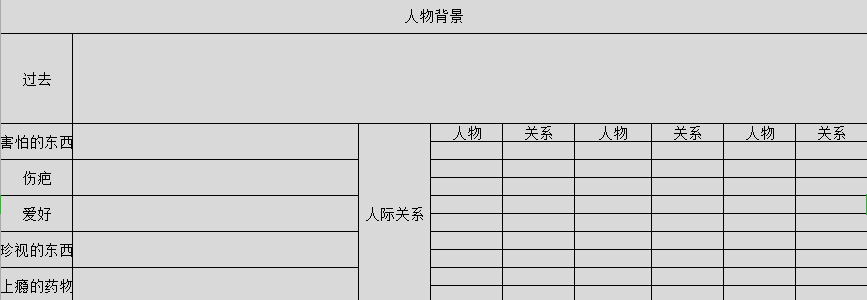 人物背景
过去
害怕的东西
人物 关系 人物 关系 人物 关系
伤疤
爱好
人际关系
珍视的东西
上瘾的药物